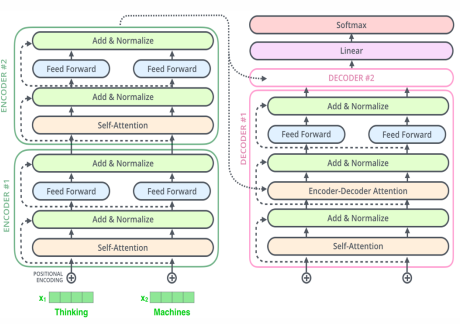 ENCODER #2
Add & Normalize
Feed Forward
Feed Forward
Add & Normalize
Self-Attention
ENCODER #1
Add & Normalize
Feed Forward
Feed Forward
Add & Normalize
Self-Attention
POSITIONAL
ENCODING
x₁
x₂
Thinking
Machines
Softmax
Linear
DECODER #2
DECODER #1
Add & Normalize
Feed Forward
Feed Forward
Add & Normalize
Encoder-Decoder Attention
Add & Normalize
Self-Attention